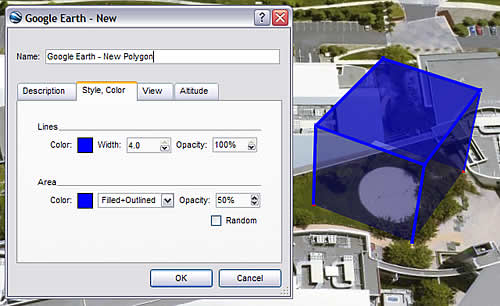 Google Earth - New
Name: Google Earth - New Polygon
Description Style, Color View Altitude
Lines
Color: Width: 4.0 Opacity: 100%
Area
Color: Filled+Outlined Opacity: 50%
Random
OK Cancel